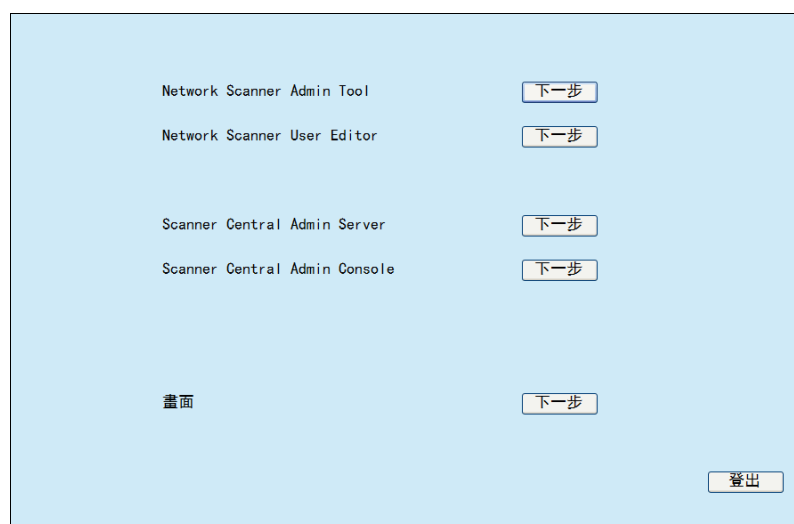 Network Scanner Admin Tool 下一步
Network Scanner User Editor 下一步
Scanner Central Admin Server 下一步
Scanner Central Admin Console 下一步
畫面 下一步
登出